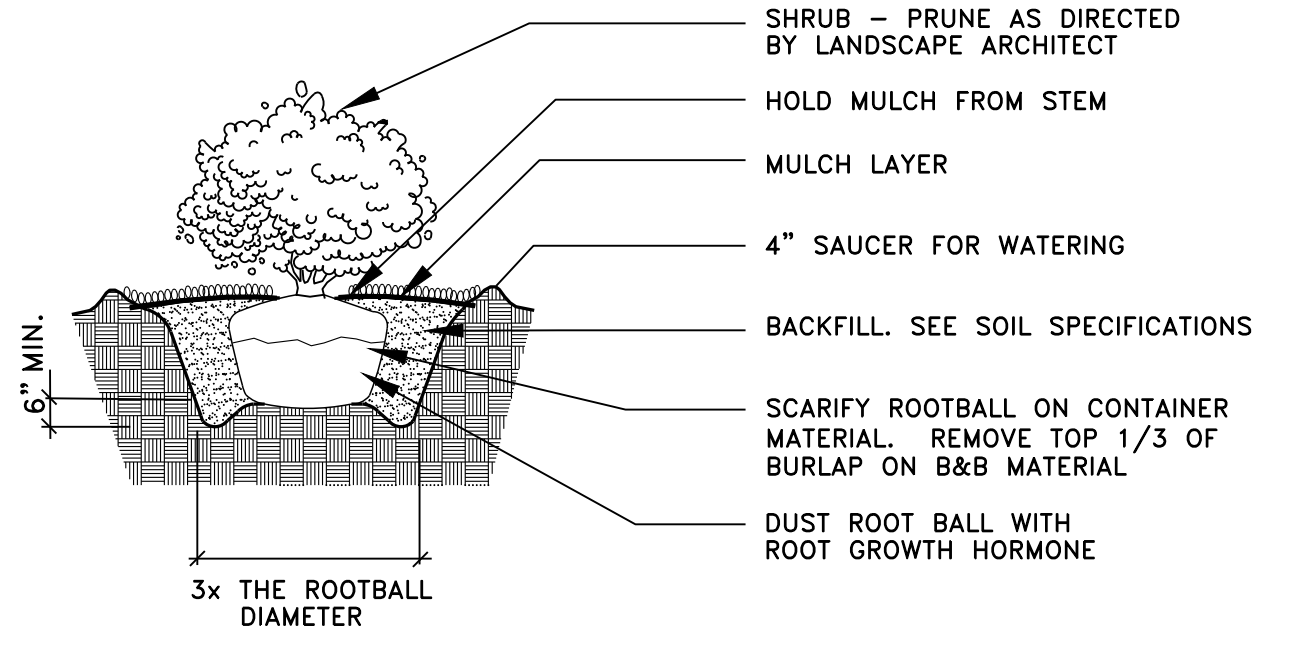 SHRUB – PRUNE AS DIRECTED
BY LANDSCAPE ARCHITECT
HOLD MULCH FROM STEM
MULCH LAYER
4" SAUCER FOR WATERING
BACKFILL. SEE SOIL SPECIFICATIONS
SCARIFY ROOTBALL ON CONTAINER
MATERIAL. REMOVE TOP 1/3 OF
BURLAP ON B&B MATERIAL
DUST ROOT BALL WITH
ROOT GROWTH HORMONE
6" MIN.
3x THE ROOTBALL
DIAMETER